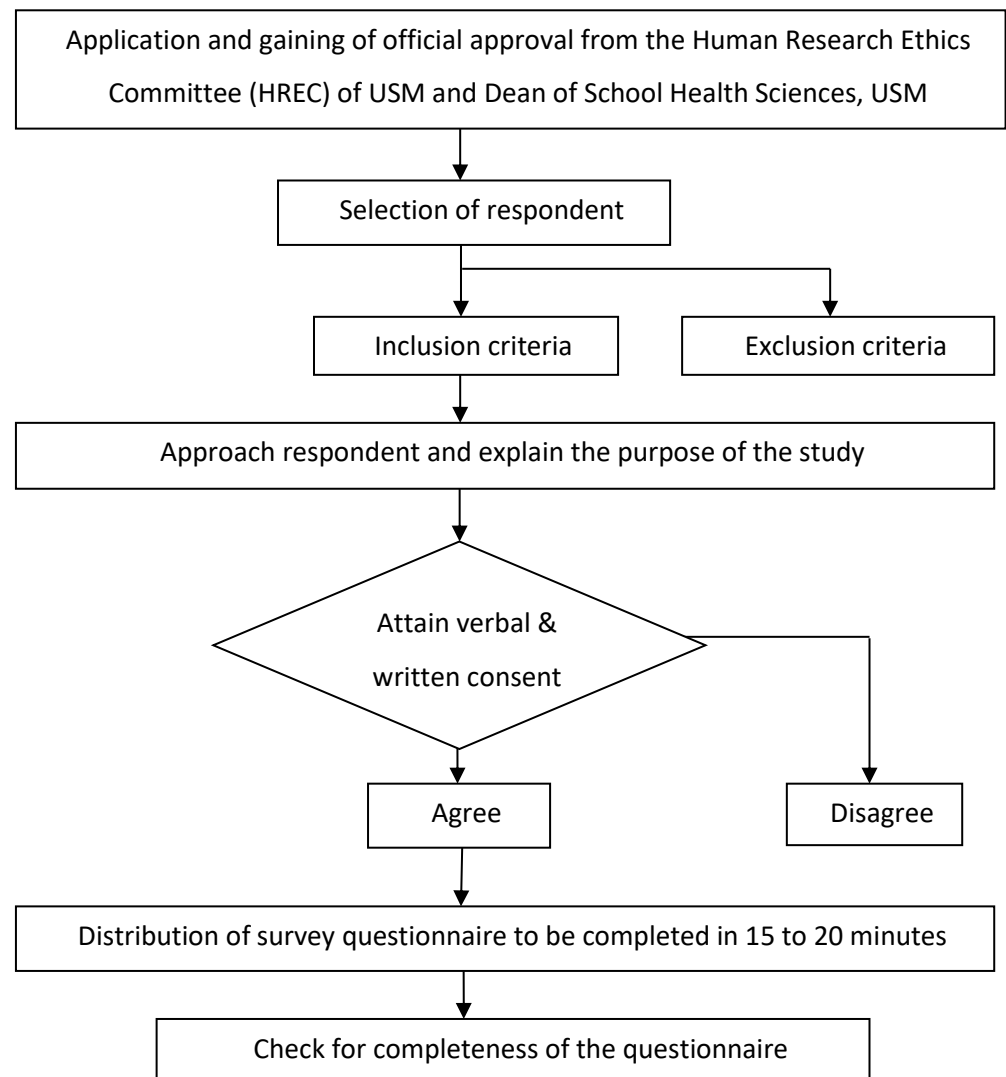 Application and gaining of official approval from the Human Research Ethics
Committee (HREC) of USM and Dean of School Health Sciences, USM
Selection of respondent
Inclusion criteria
Exclusion criteria
Approach respondent and explain the purpose of the study
Attain verbal &
written consent
Agree
Disagree
Distribution of survey questionnaire to be completed in 15 to 20 minutes
Check for completeness of the questionnaire